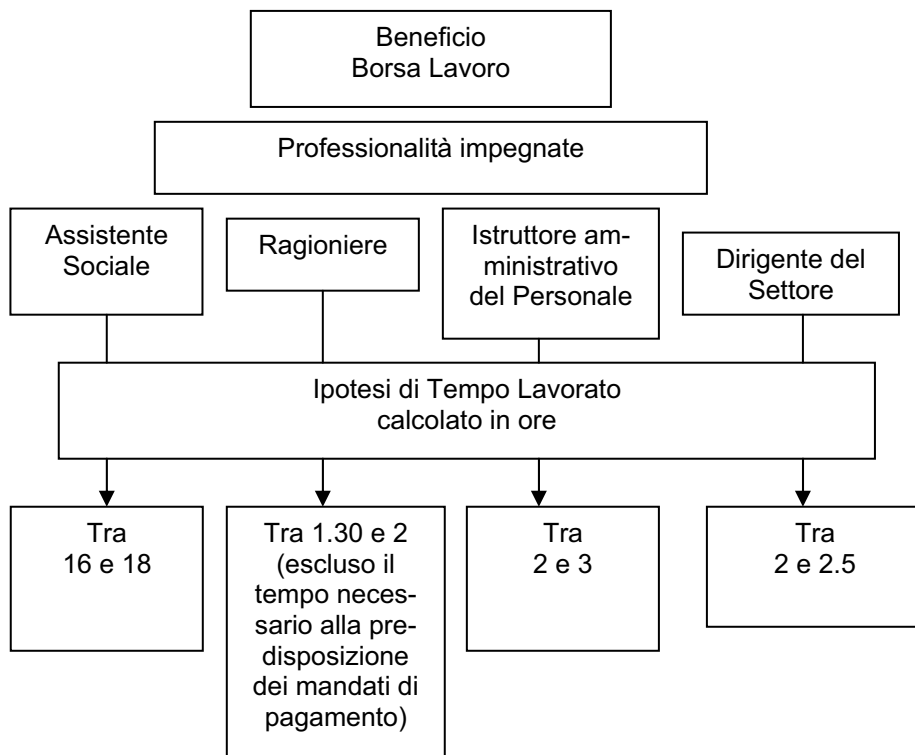 Beneficio
Borsa Lavoro
Professionalità impegnate
Assistente
Sociale
Ragioniere
Istruttore am-
ministrativo
del Personale
Dirigente del
Settore
Ipotesi di Tempo Lavorato
calcolato in ore
Tra
16 e 18
Tra 1.30 e 2
(escluso il
tempo neces-
sario alla pre-
disposizione
dei mandati di
pagamento)
Tra
2 e 3
Tra
2 e 2.5